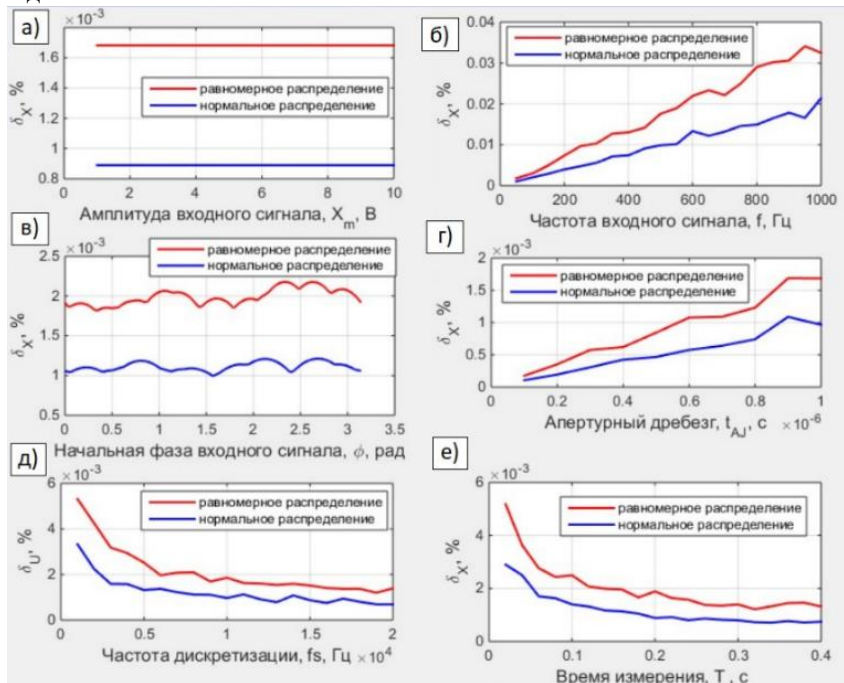 а)
×10⁻³
1.6
1.4
1.2
1
0.8
δX, %
равномерное распределение
нормальное распределение
0 2 4 6 8 10
Амплитуда входного сигнала, Xm, В
б)
0.04
0.03
0.02
0.01
0
δX, %
равномерное распределение
нормальное распределение
0 200 400 600 800 1000
Частота входного сигнала, f, Гц
в)
×10⁻³
2.5
2
1.5
1
0.5
δX, %
равномерное распределение
нормальное распределение
0 0.5 1 1.5 2 2.5 3 3.5
Начальная фаза входного сигнала, ϕ, рад
г)
×10⁻³
2
1.5
1
0.5
0
δX, %
равномерное распределение
нормальное распределение
0 0.2 0.4 0.6 0.8 1
Апертурный дребезг, tAJ, с ×10⁻⁶
д)
×10⁻³
6
4
2
0
δU, %
равномерное распределение
нормальное распределение
0 0.5 1 1.5 2
Частота дискретизации, fs, Гц ×10⁴
е)
×10⁻³
6
4
2
0
δX, %
равномерное распределение
нормальное распределение
0 0.1 0.2 0.3 0.4
Время измерения, T, с